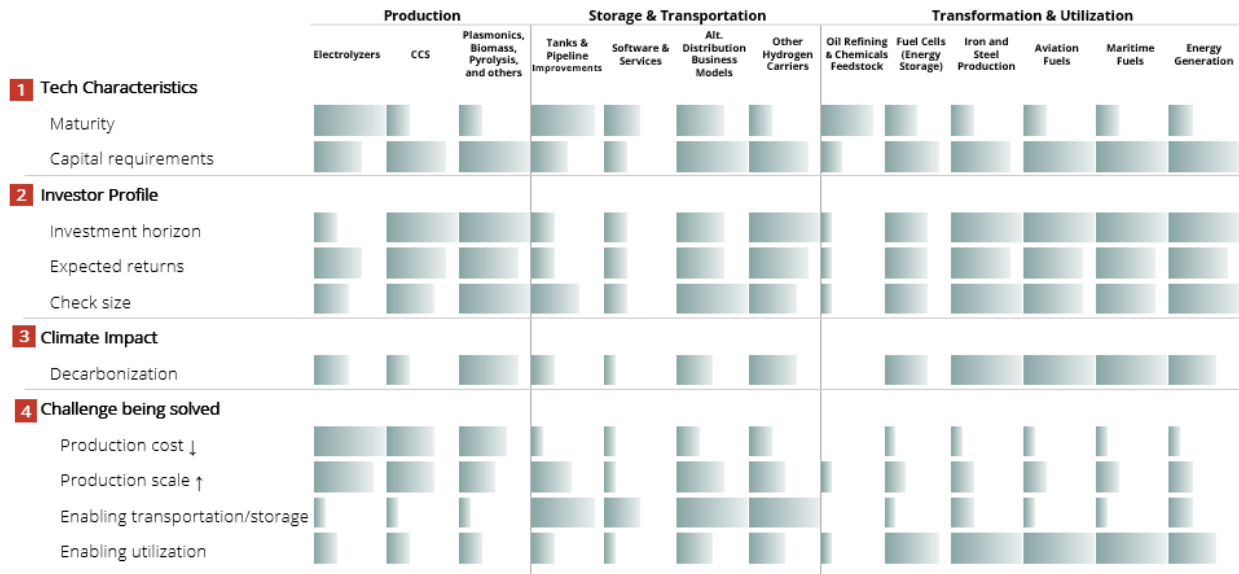 Production
Storage & Transportation
Transformation & Utilization
Electrolyzers
CCS
Plasmonics,
Biomass,
Pyrolysis,
and others
Tanks &
Pipeline
Improvements
Software &
Services
Alt.
Distribution
Business
Models
Other
Hydrogen
Carriers
Oil Refining
& Chemicals
Feedstock
Fuel Cells
(Energy
Storage)
Iron and
Steel
Production
Aviation
Fuels
Maritime
Fuels
Energy
Generation
1 Tech Characteristics
Maturity
Capital requirements
2 Investor Profile
Investment horizon
Expected returns
Check size
3 Climate Impact
Decarbonization
4 Challenge being solved
Production cost ↓
Production scale ↑
Enabling transportation/storage
Enabling utilization